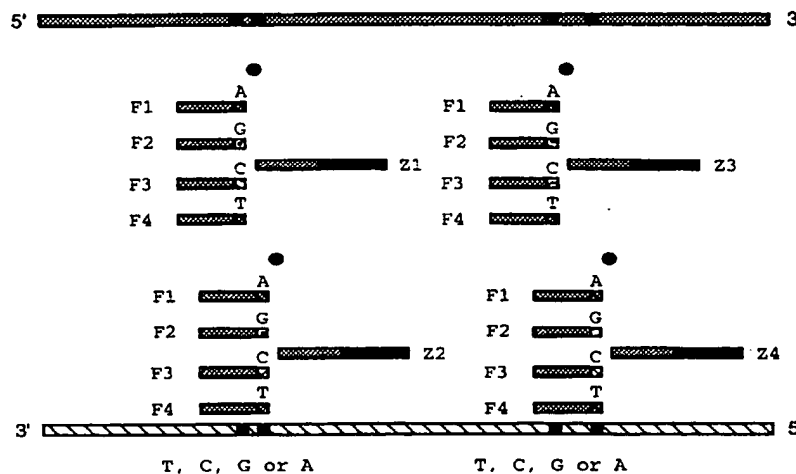 5' 3'
A A
F1 F1
G G
F2 F2
Z1 Z3
C C
F3 F3
T T
F4 F4
A A
F1 F1
G G
F2 F2
Z2 Z4
C C
F3 F3
T T
F4 F4
3' 5'
T, C, G or A T, C, G or A